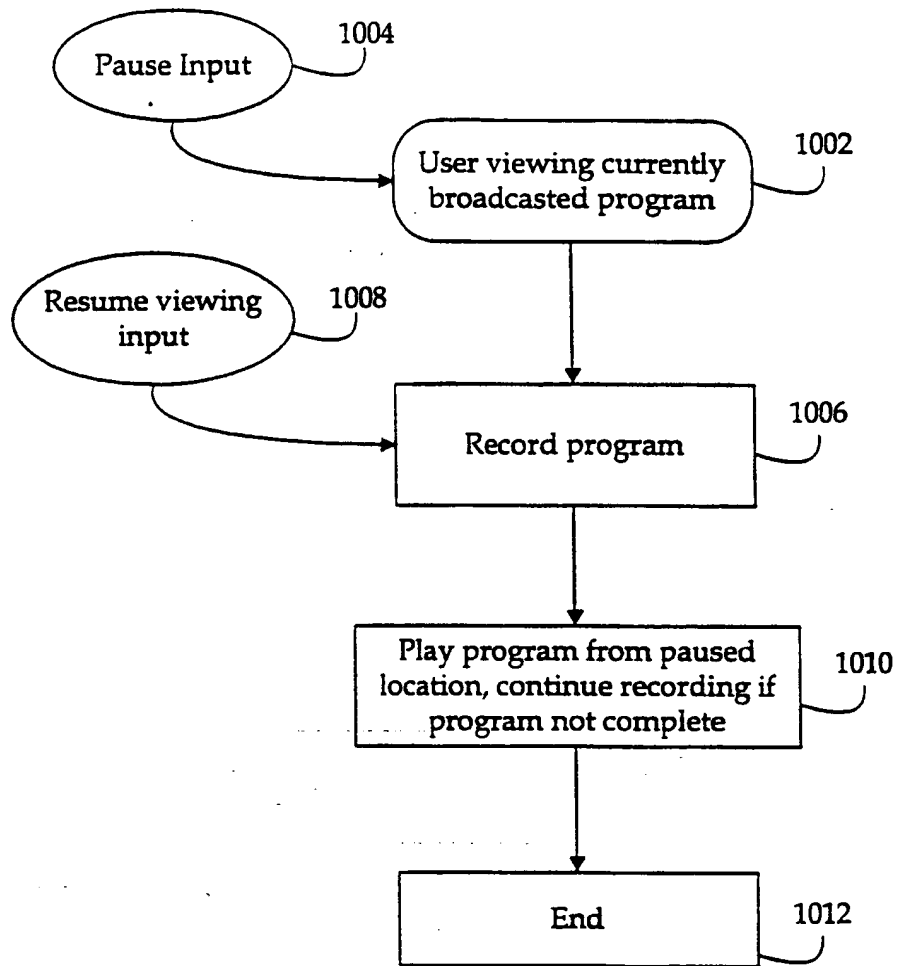 1004
Pause Input
1002
User viewing currently
broadcasted program
Resume viewing
input
1008
1006
Record program
Play program from paused
location, continue recording if
program not complete
1010
End
1012